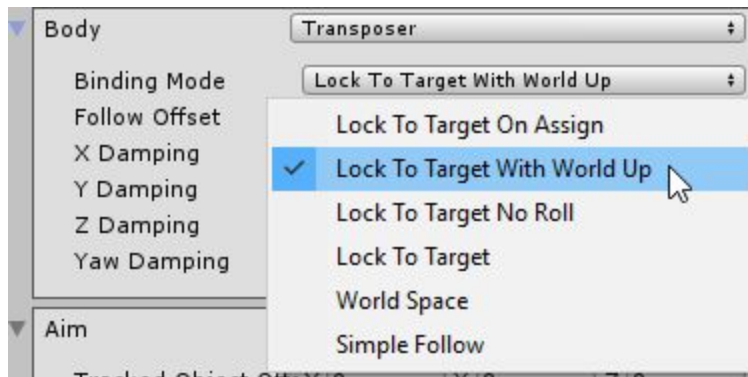 Body Transposer
Binding Mode Lock To Target With World Up
Follow Offset
Lock To Target On Assign
X Damping
Lock To Target With World Up
Y Damping
Lock To Target No Roll
Z Damping
Lock To Target
Yaw Damping
World Space
Aim
Simple Follow